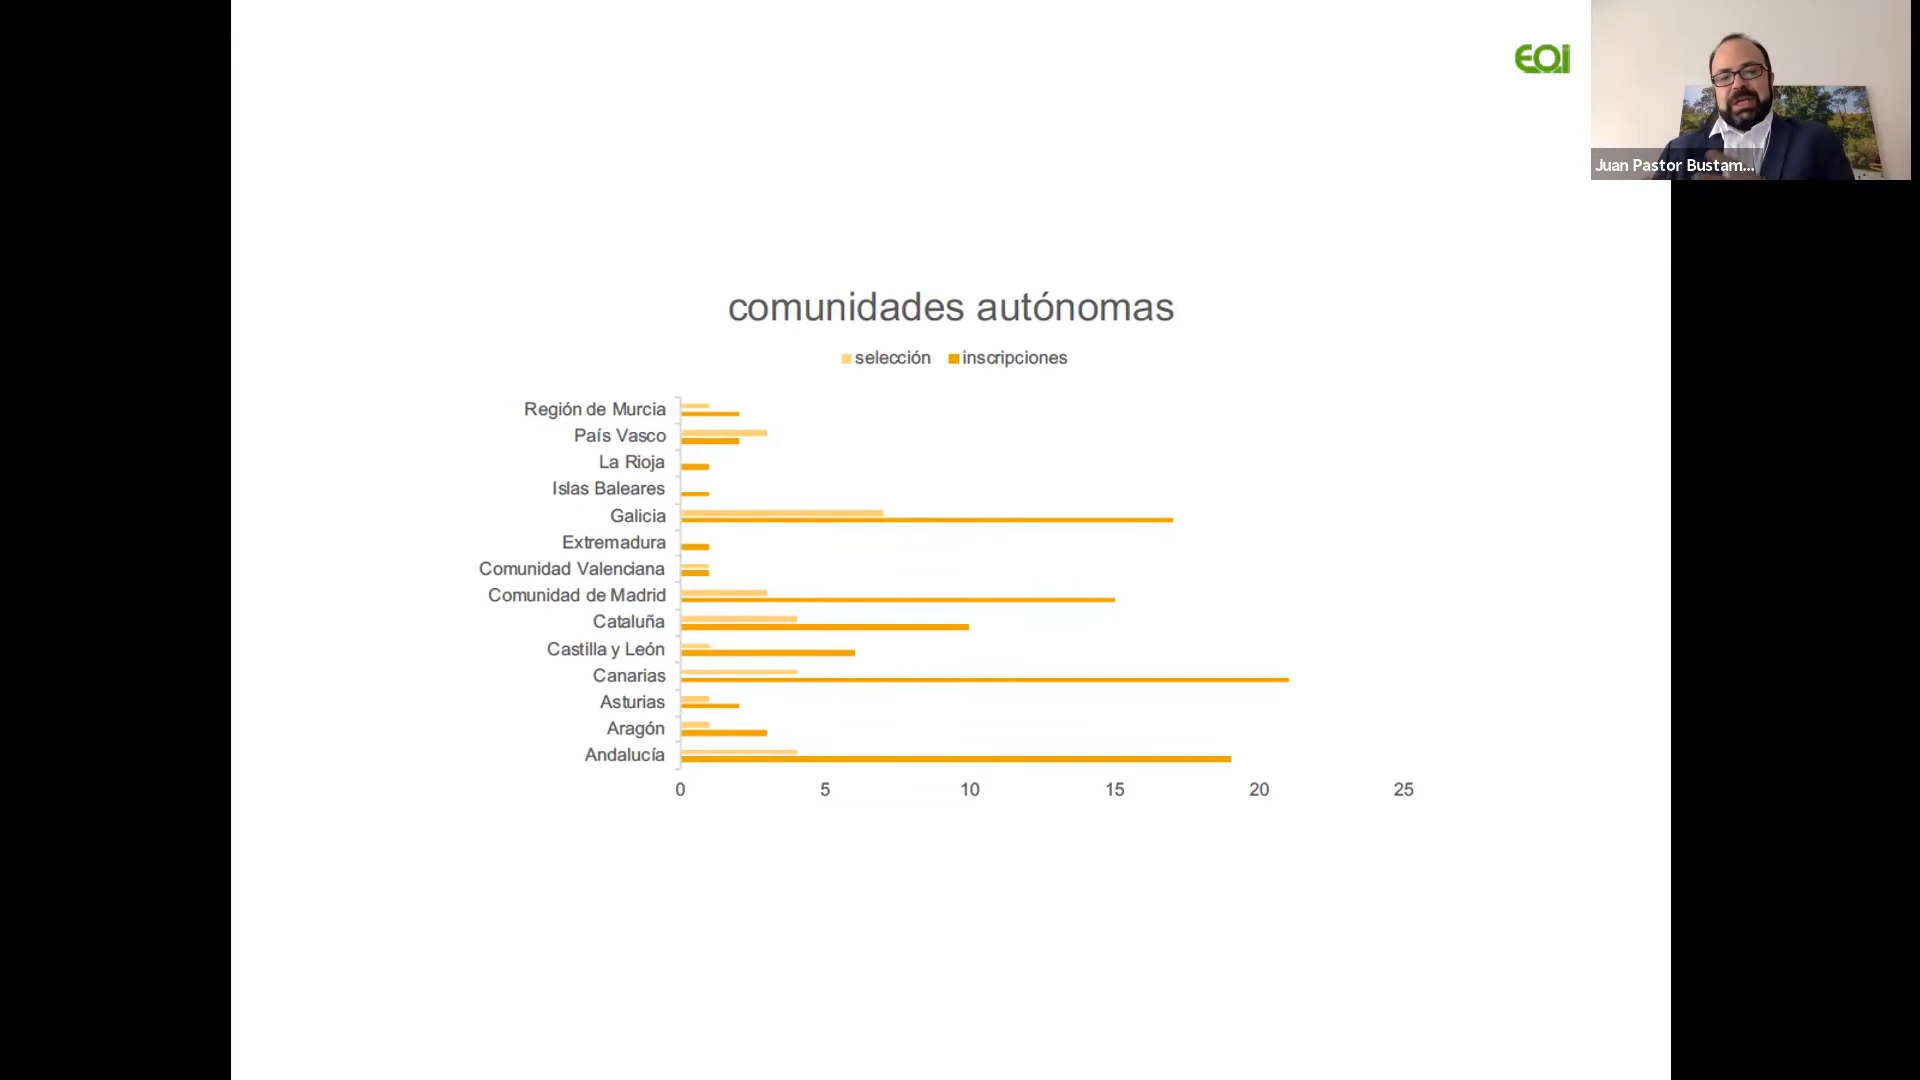 EOI
Juan Pastor Bustam...
comunidades autónomas
selección inscripciones
Región de Murcia
País Vasco
La Rioja
Islas Baleares
Galicia
Extremadura
Comunidad Valenciana
Comunidad de Madrid
Cataluña
Castilla y León
Canarias
Asturias
Aragón
Andalucía
0 5 10 15 20 25